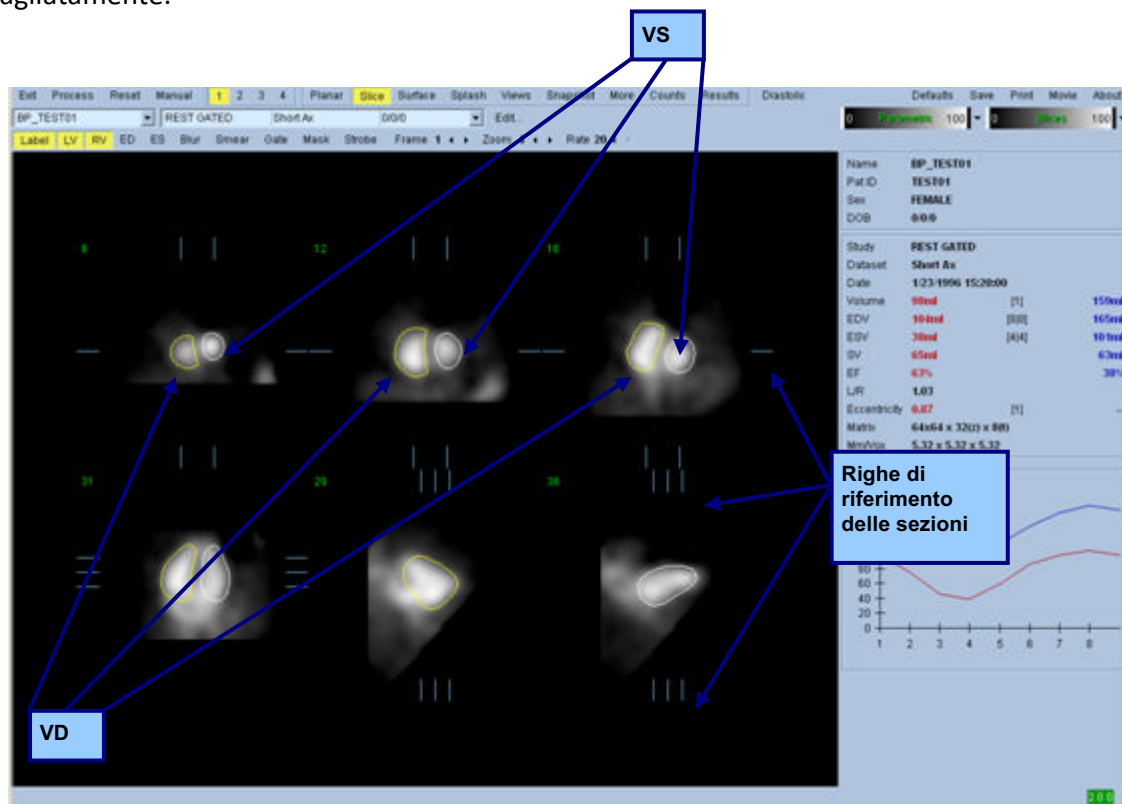 agliatamente.
VS
Exit Process Reset Manual 1 2 3 4 Planar Slice Surface Splash Views Snapshot More Counts Results Diastolic Defaults Save Print Movie About
BP_TEST01 REST GATED Short Ax 0/0/0 Edit... 0 Parametric 100 0 Slices 100
Label LV RV ED ES Blur Smear Gate Mask Strobe Frame 1 Zoom Rate 20
Name BP_TEST01
Pat ID TEST01
Sex FEMALE
DOB 0/0/0
8 12 16
Study REST GATED
Dataset Short Ax
Date 1/23/1996 15:20:00
Volume 98ml [1] 159ml
EDV 104ml [8|8] 165ml
ESV 38ml [4|4] 101ml
SV 65ml 63ml
EF 63% 38%
L/R 1.03
Eccentricity 0.87 [1]
Matrix 64x64 x 32(z) x 8(t)
Mm/Vox 5.32 x 5.32 x 5.32
31 29 38
Righe di
riferimento
delle sezioni
80
60
40
20
0
1 2 3 4 5 6 7 8
VD
200